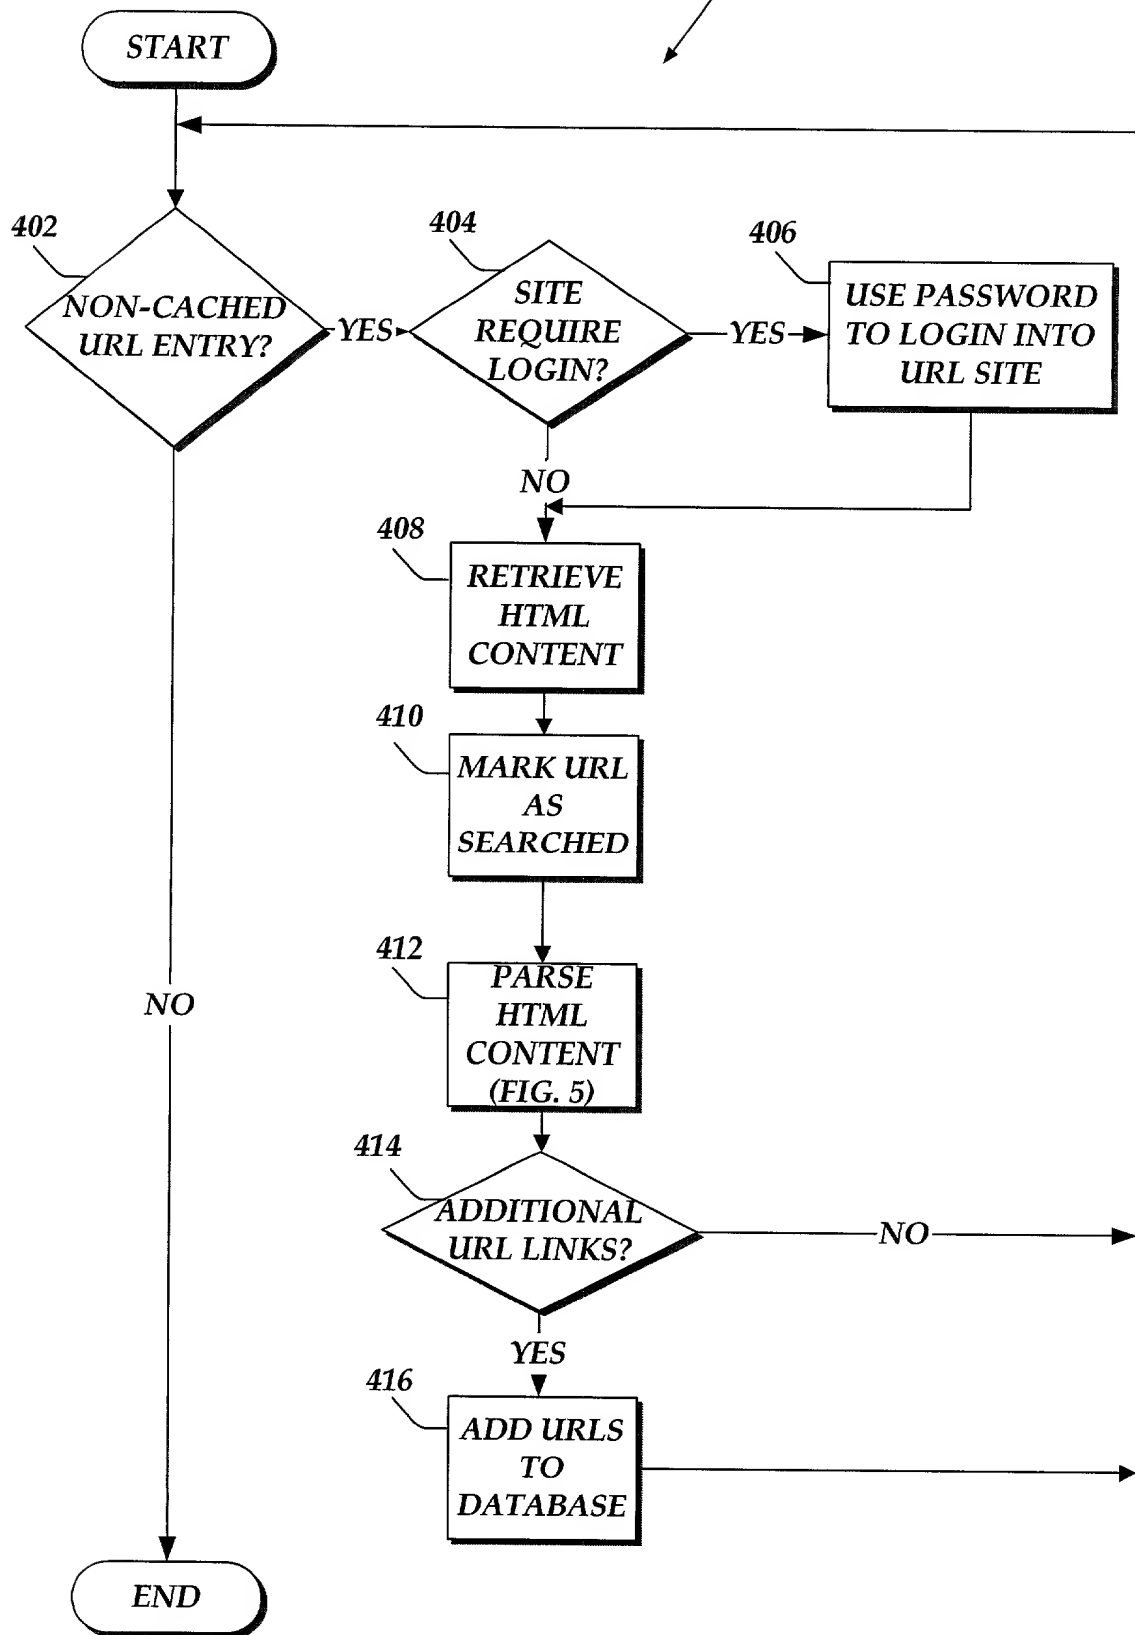 START
402
NON-CACHED
URL ENTRY?
YES
404
SITE
REQUIRE
LOGIN?
YES
406
USE PASSWORD
TO LOGIN INTO
URL SITE
NO
408
RETRIEVE
HTML
CONTENT
410
MARK URL
AS
SEARCHED
412
PARSE
HTML
CONTENT
(FIG. 5)
NO
414
ADDITIONAL
URL LINKS?
NO
YES
416
ADD URLS
TO
DATABASE
END